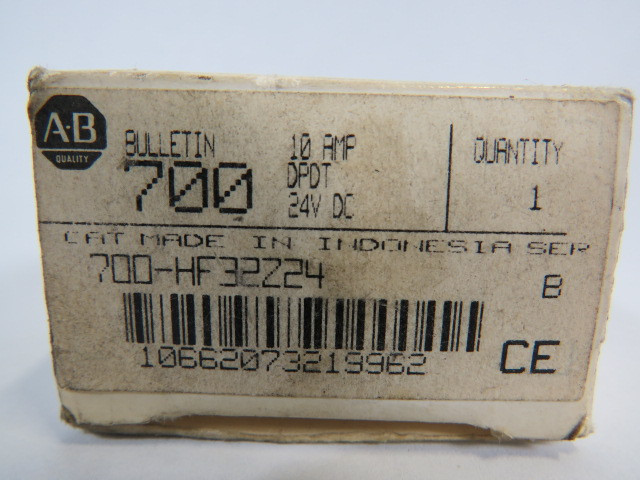 A·B
QUALITY
BULLETIN
700
10 AMP
DPDT
24V DC
QUANTITY
1
CAT MADE IN INDONESIA SER
700-HF32Z24
B
10662073219962
CE